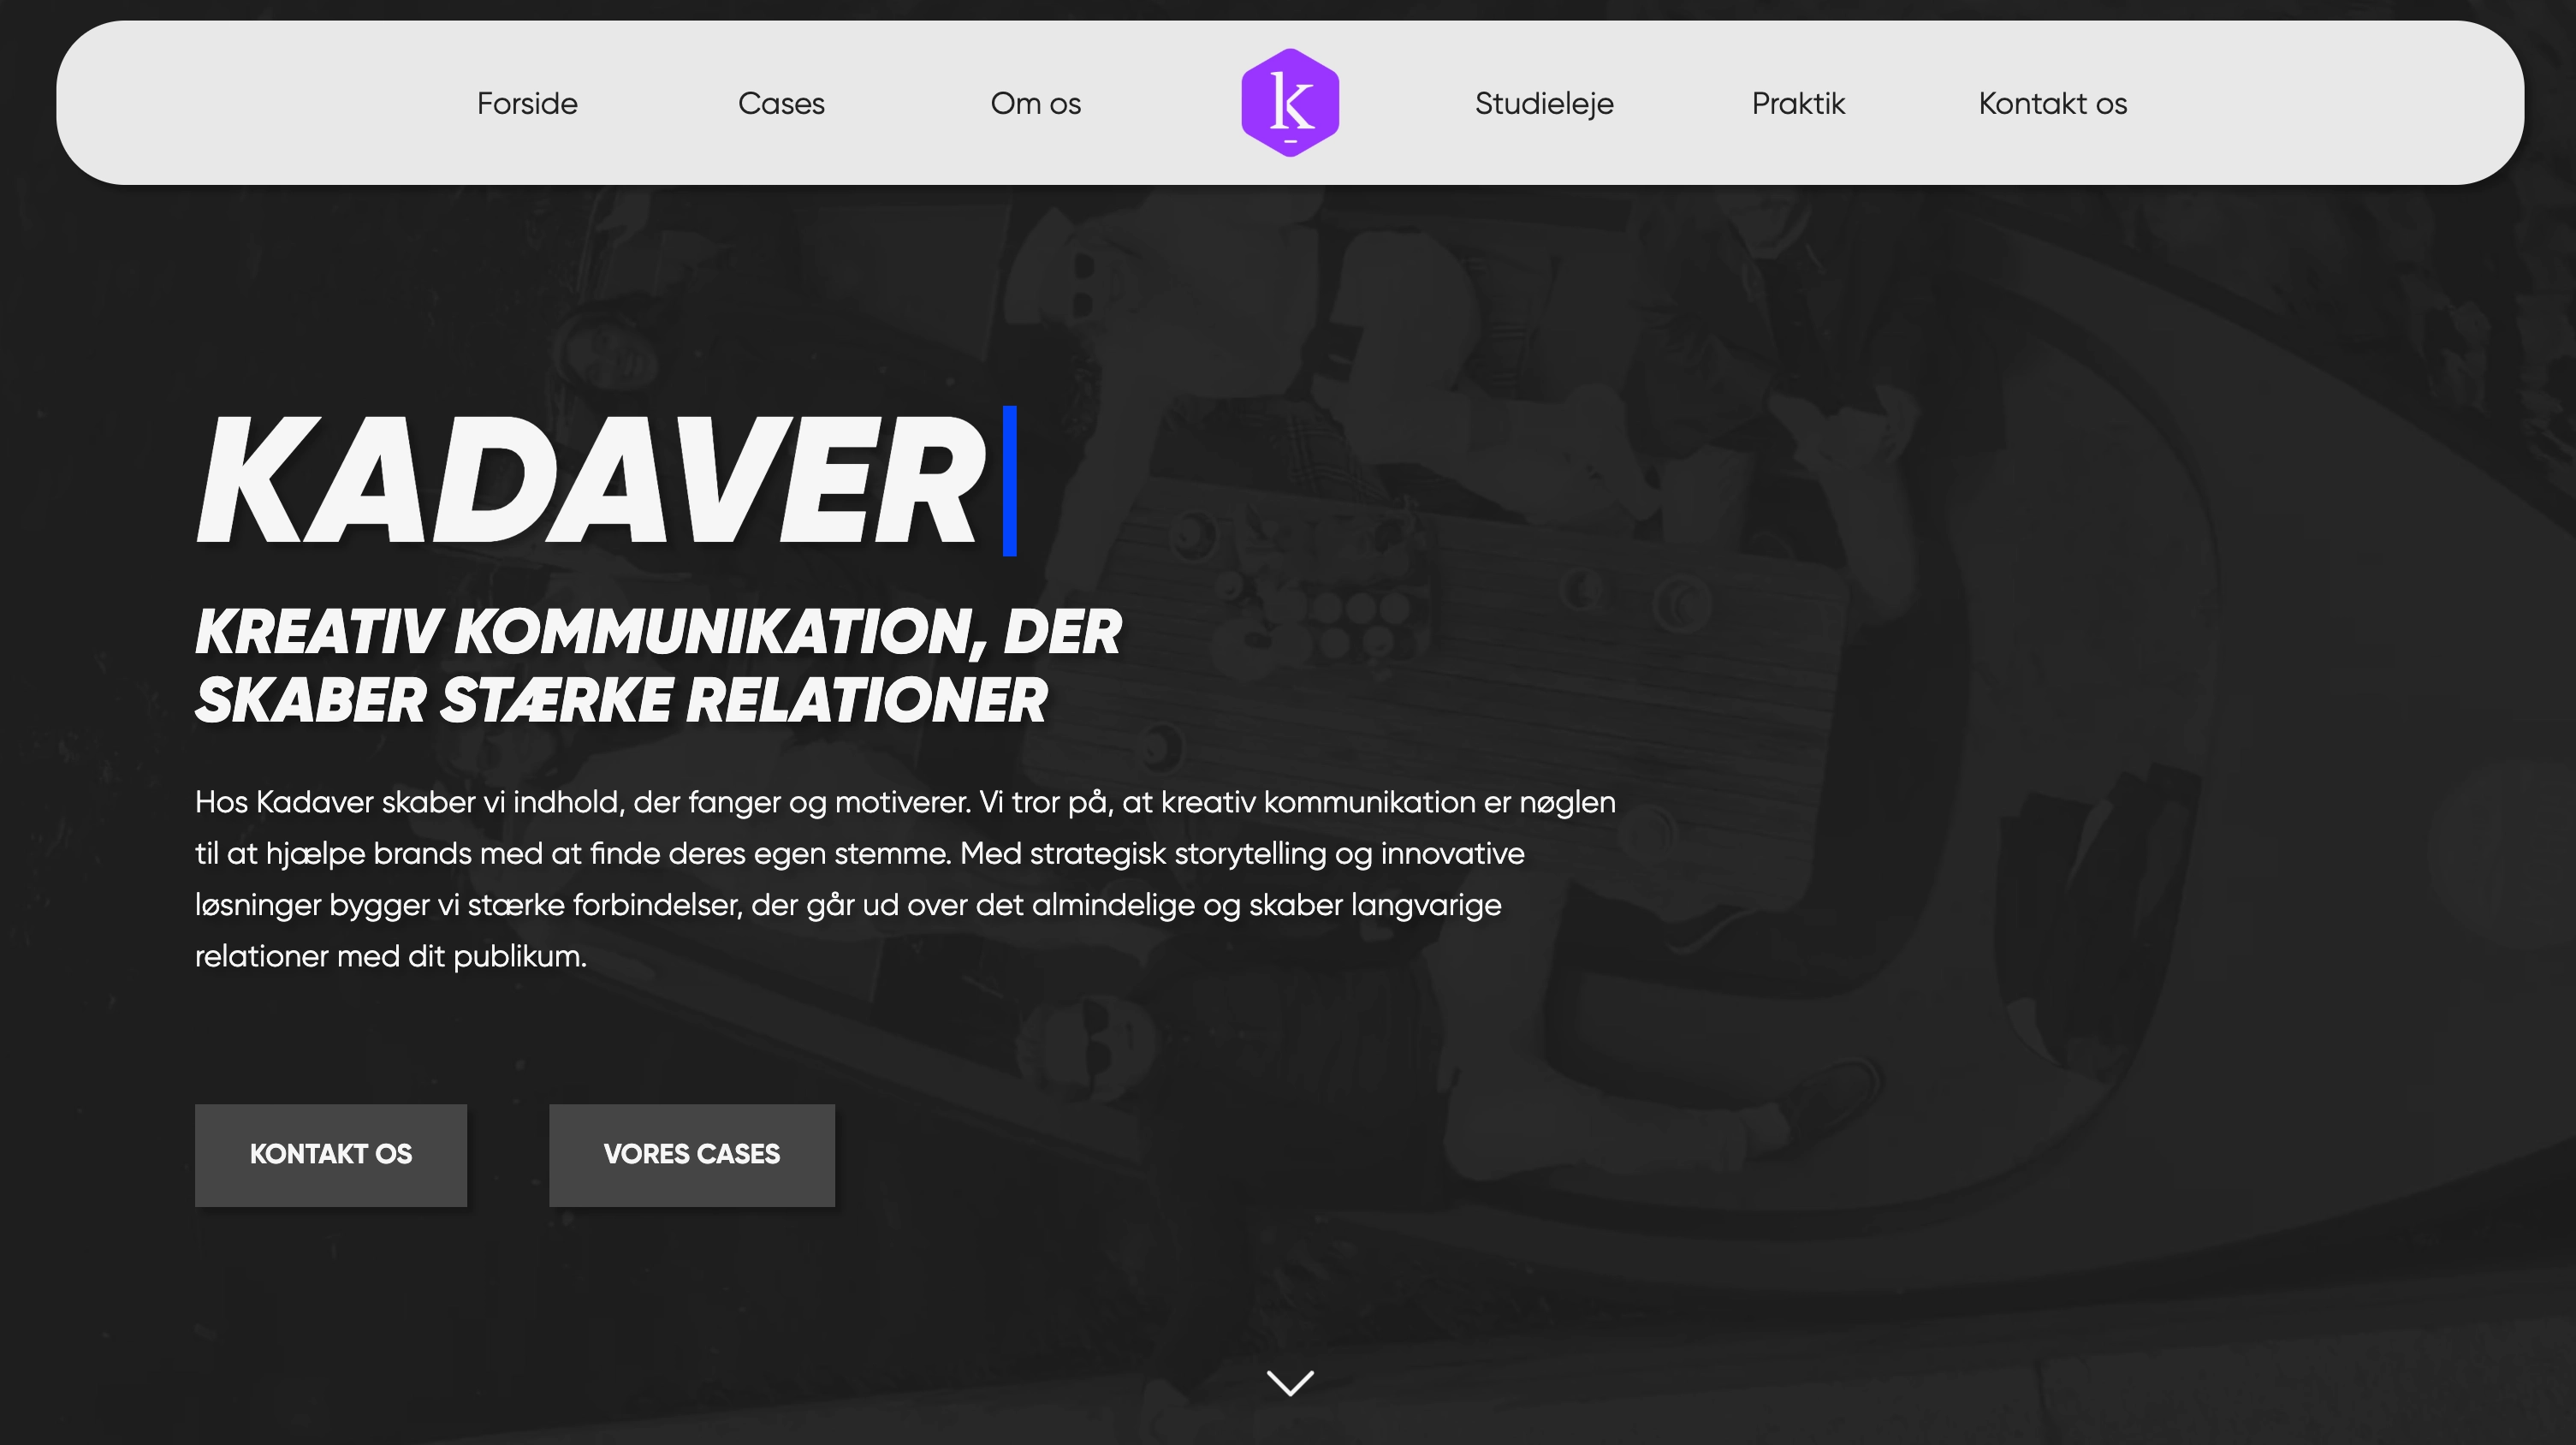 Forside Cases Om os k Studieleje Praktik Kontakt os
KADAVER
KREATIV KOMMUNIKATION, DER
SKABER STÆRKE RELATIONER
Hos Kadaver skaber vi indhold, der fanger og motiverer. Vi tror på, at kreativ kommunikation er nøglen
til at hjælpe brands med at finde deres egen stemme. Med strategisk storytelling og innovative
løsninger bygger vi stærke forbindelser, der går ud over det almindelige og skaber langvarige
relationer med dit publikum.
KONTAKT OS VORES CASES